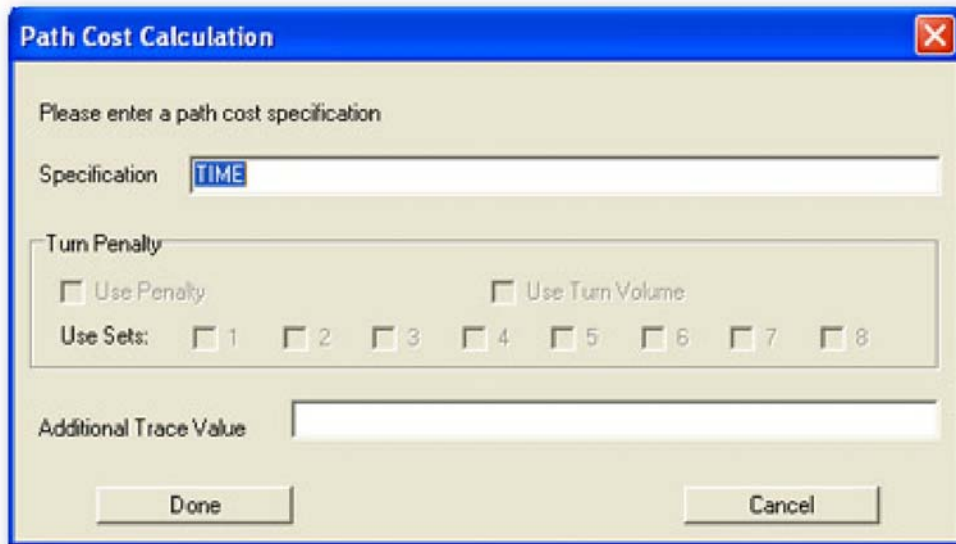 Path Cost Calculation
Please enter a path cost specification
Specification TIME
Turn Penalty
Use Penalty Use Turn Volume
Use Sets: 1 2 3 4 5 6 7 8
Additional Trace Value
Done Cancel